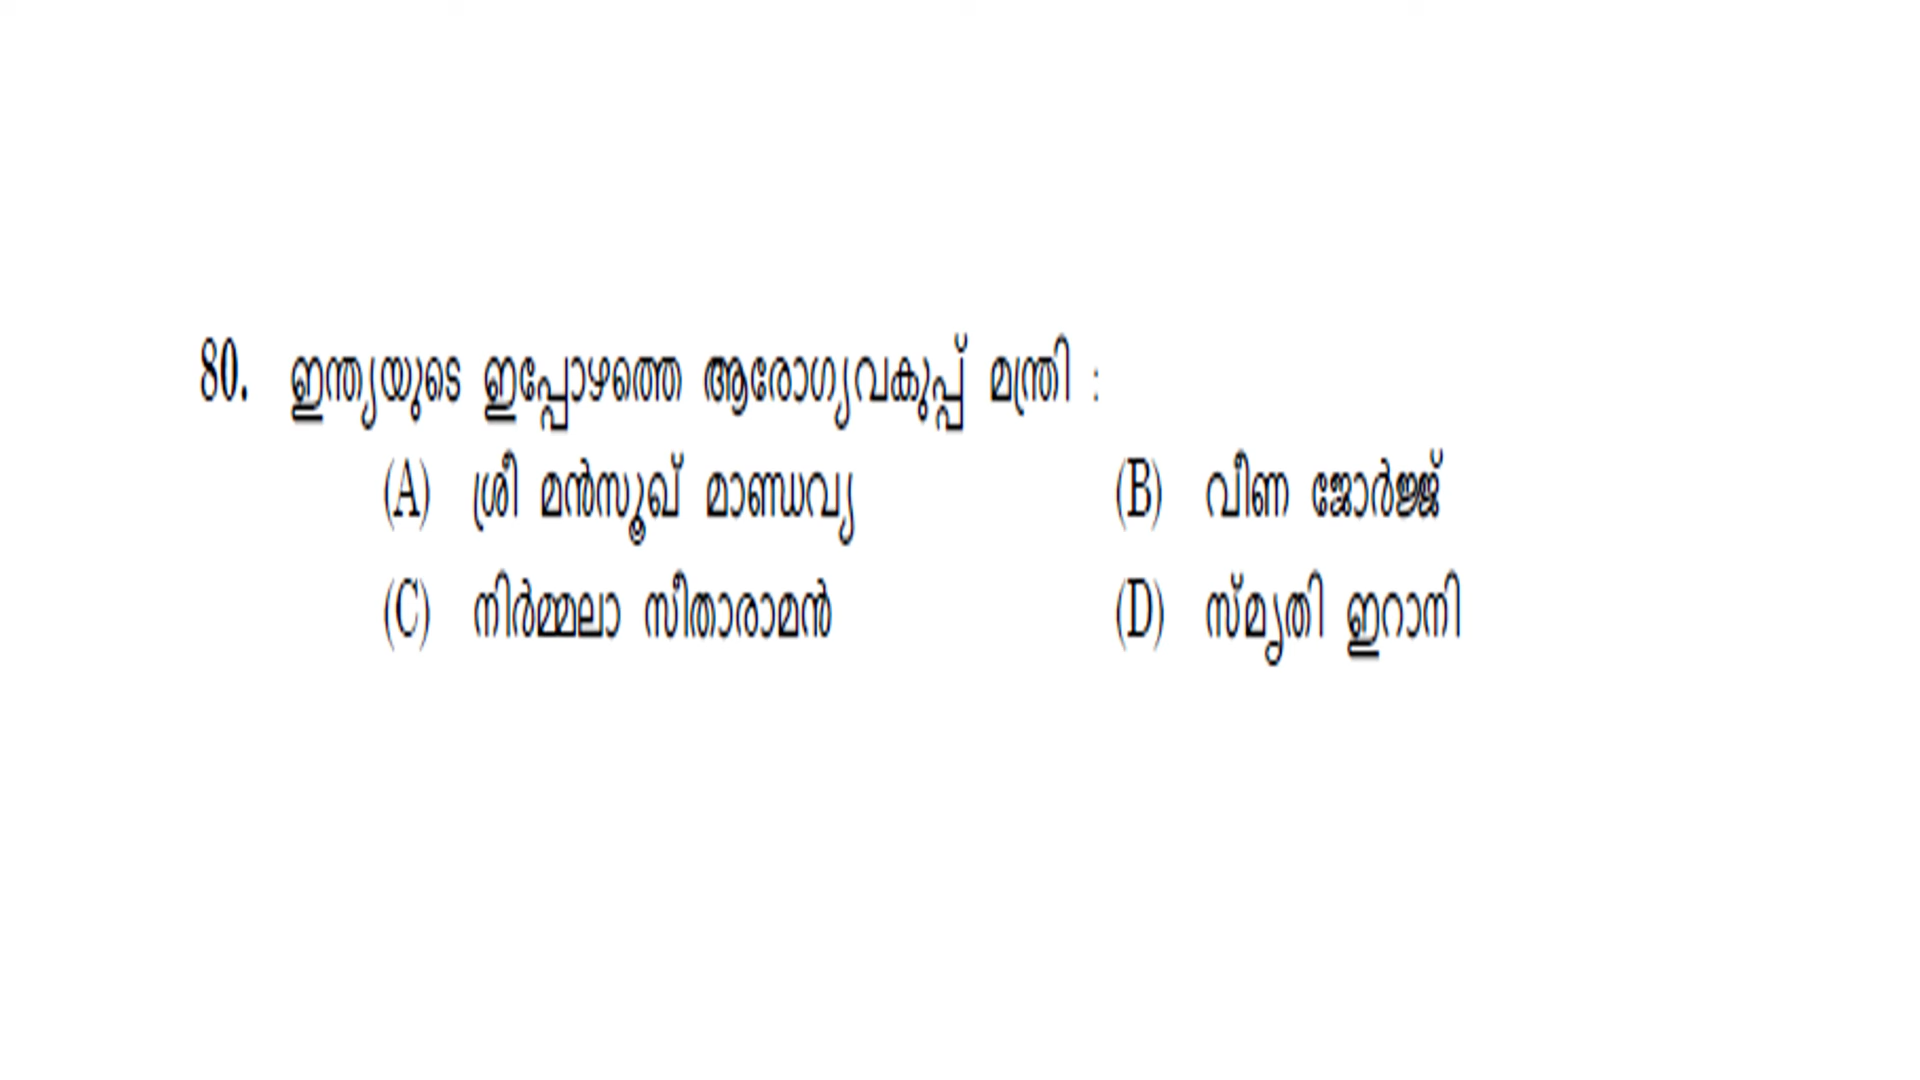 80. ഇന്ത്യയുടെ ഇപ്പോഴത്തെ ആരോഗ്യവകുപ്പ് മന്ത്രി :
(A) ശ്രീ മൻസൂഖ് മാണ്ഡവ്യ (B) വീണ ജോർജ്ജ്
(C) നിർമ്മലാ സീതാരാമൻ (D) സ്മൃതി ഇറാനി